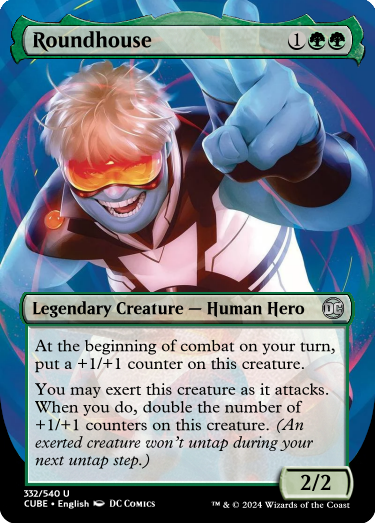 Roundhouse 1
Legendary Creature — Human Hero DC
At the beginning of combat on your turn,
put a +1/+1 counter on this creature.
You may exert this creature as it attacks.
When you do, double the number of
+1/+1 counters on this creature. (An
exerted creature won't untap during your
next untap step.)
2/2
332/540 U
CUBE • English DC Comics ™ & © 2024 Wizards of the Coast